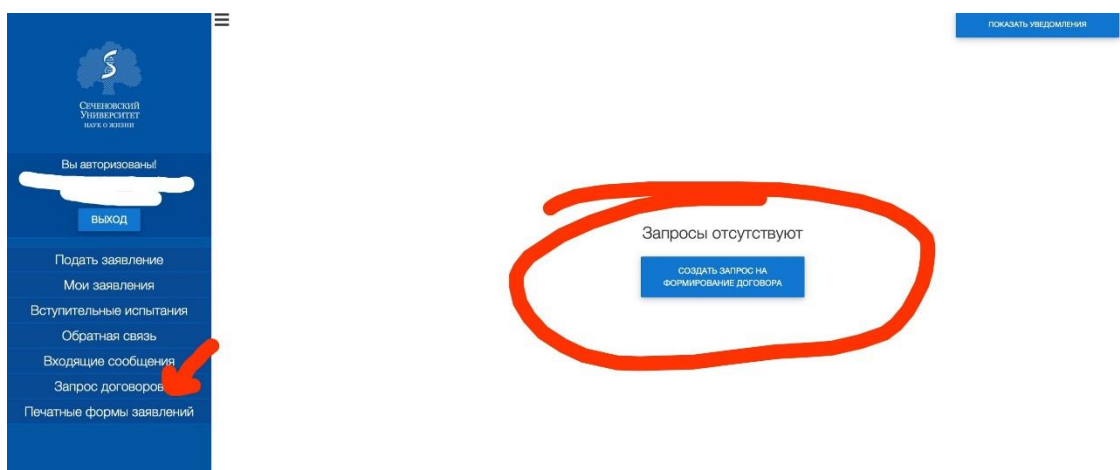 ПОКАЗАТЬ УВЕДОМЛЕНИЯ
СЕЧЕНОВСКИЙ
УНИВЕРСИТЕТ
НАУК О ЖИЗНИ
Вы авторизованы!
ВЫХОД
Подать заявление
Мои заявления
Вступительные испытания
Обратная связь
Входящие сообщения
Запрос договоров
Печатные формы заявлений
Запросы отсутствуют
СОЗДАТЬ ЗАПРОС НА
ФОРМИРОВАНИЕ ДОГОВОРА